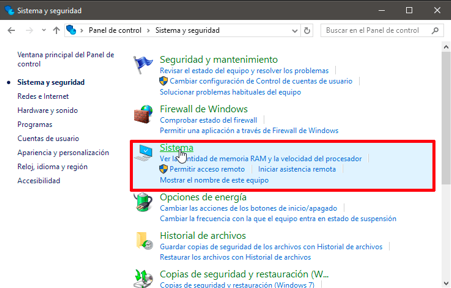 Sistema y seguridad
Panel de control > Sistema y seguridad
Buscar en el Panel de control
Ventana principal del Panel de control
Sistema y seguridad
Redes e Internet
Hardware y sonido
Programas
Cuentas de usuario
Apariencia y personalización
Reloj, idioma y región
Accesibilidad
Seguridad y mantenimiento
Revisar el estado del equipo y resolver los problemas
Cambiar configuración de Control de cuentas de usuario
Solucionar problemas habituales del equipo
Firewall de Windows
Comprobar estado del firewall
Permitir una aplicación a través de Firewall de Windows
Sistema
Ver la entidad de memoria RAM y la velocidad del procesador
Permitir acceso remoto | Iniciar asistencia remota
Mostrar el nombre de este equipo
Opciones de energía
Cambiar las acciones de los botones de inicio/apagado
Cambiar la frecuencia con la que el equipo entra en estado de suspensión
Historial de archivos
Guardar copias de seguridad de los archivos con Historial de archivos
Restaurar los archivos con Historial de archivos
Copias de seguridad y restauración (W...
Copias de seguridad y restauración (Windows 7)